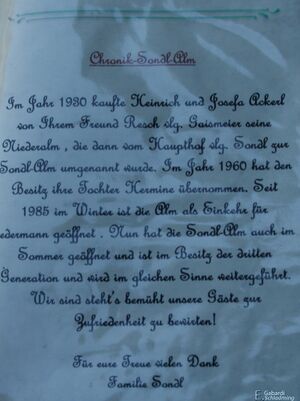 Chronik-Sondl-Alm
Im Jahr 1930 kaufte Heinrich und Josefa Ackerl
von Ihrem Freund Resch vlg. Gaismeier seine
Niederalm , die dann vom Haupthof vlg. Sondl zur
Sondl-Alm umgenannt wurde. Im Jahr 1960 hat den
Besitz ihre Tochter Hermine übernommen. Seit
1985 im Winter ist die Alm als Einkehr für
edermann geöffnet . Nun hat die Sondl-Alm auch im
Sommer geöffnet und ist im Besitz der dritten
Generation und wird im gleichen Sinne weitergeführt.
Wir sind steht's bemüht unsere Gäste zur
Zufriedenheit zu bewirten!
Für eure Treue vielen Dank
Familie Sondl
Gabardi
Schladming